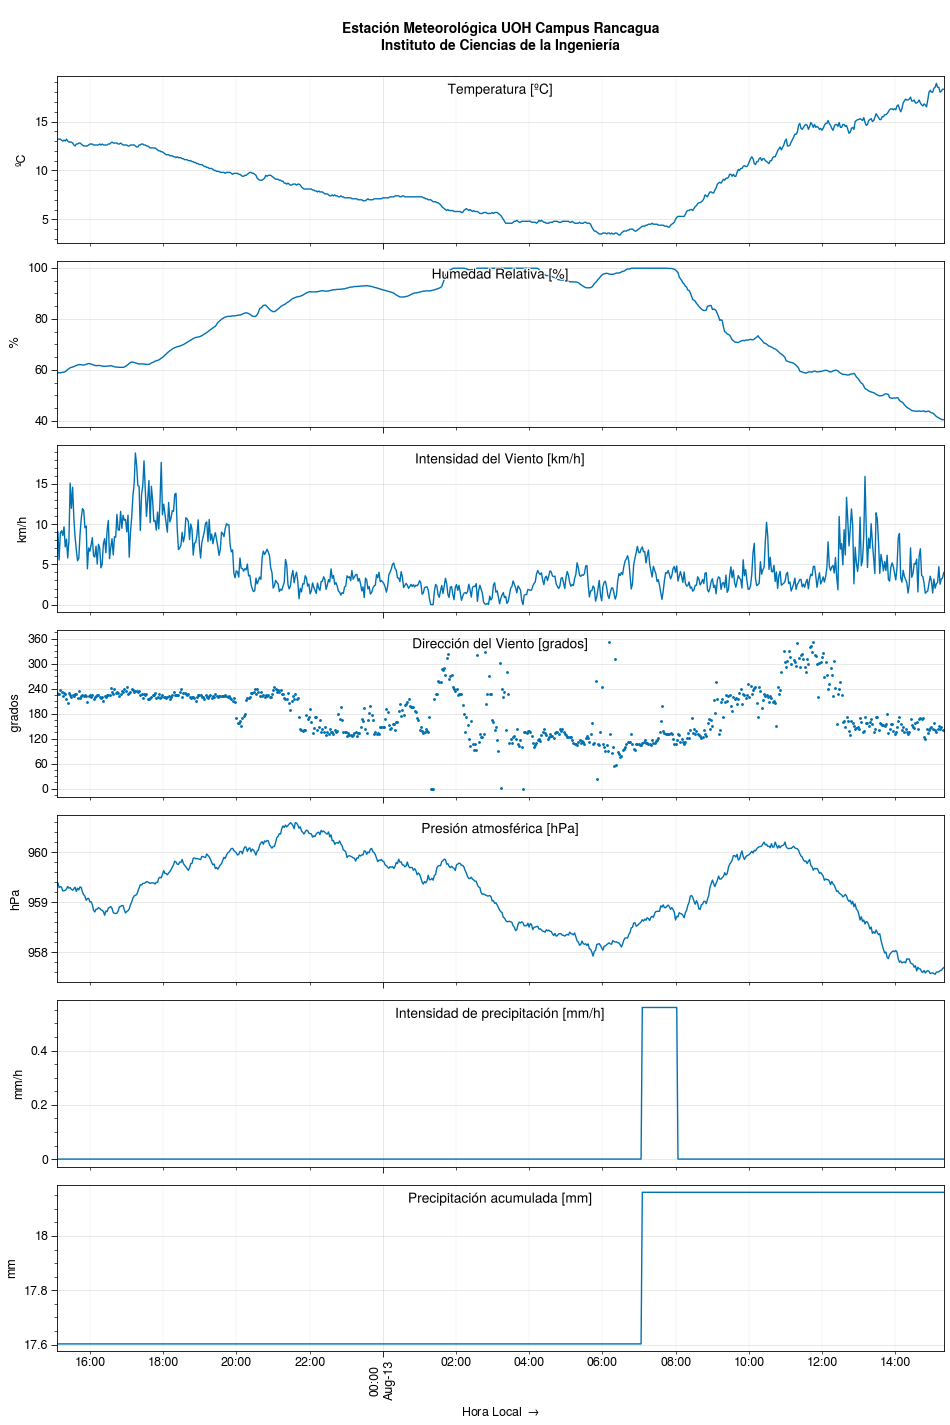 Estación Meteorológica UOH Campus Rancagua
Instituto de Ciencias de la Ingeniería
Temperatura [ºC]
15
10
5
ºC
Humedad Relativa [%]
100
80
60
40
%
Intensidad del Viento [km/h]
15
10
5
0
km/h
Dirección del Viento [grados]
360
300
240
180
120
60
0
grados
Presión atmosférica [hPa]
960
959
958
hPa
Intensidad de precipitación [mm/h]
0.4
0.2
0
mm/h
Precipitación acumulada [mm]
18
17.8
17.6
mm
16:00 18:00 20:00 22:00 00:00 02:00 04:00 06:00 08:00 10:00 12:00 14:00
Aug-13
Hora Local →